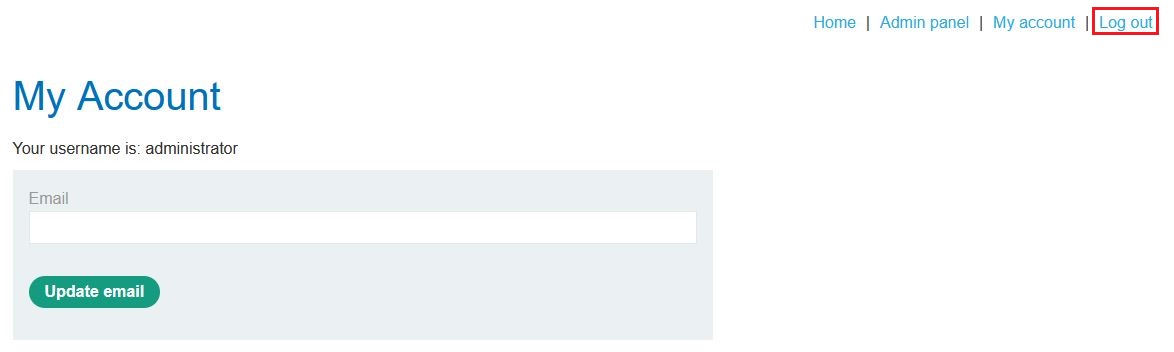 Home | Admin panel | My account | Log out
My Account
Your username is: administrator
Email
Update email